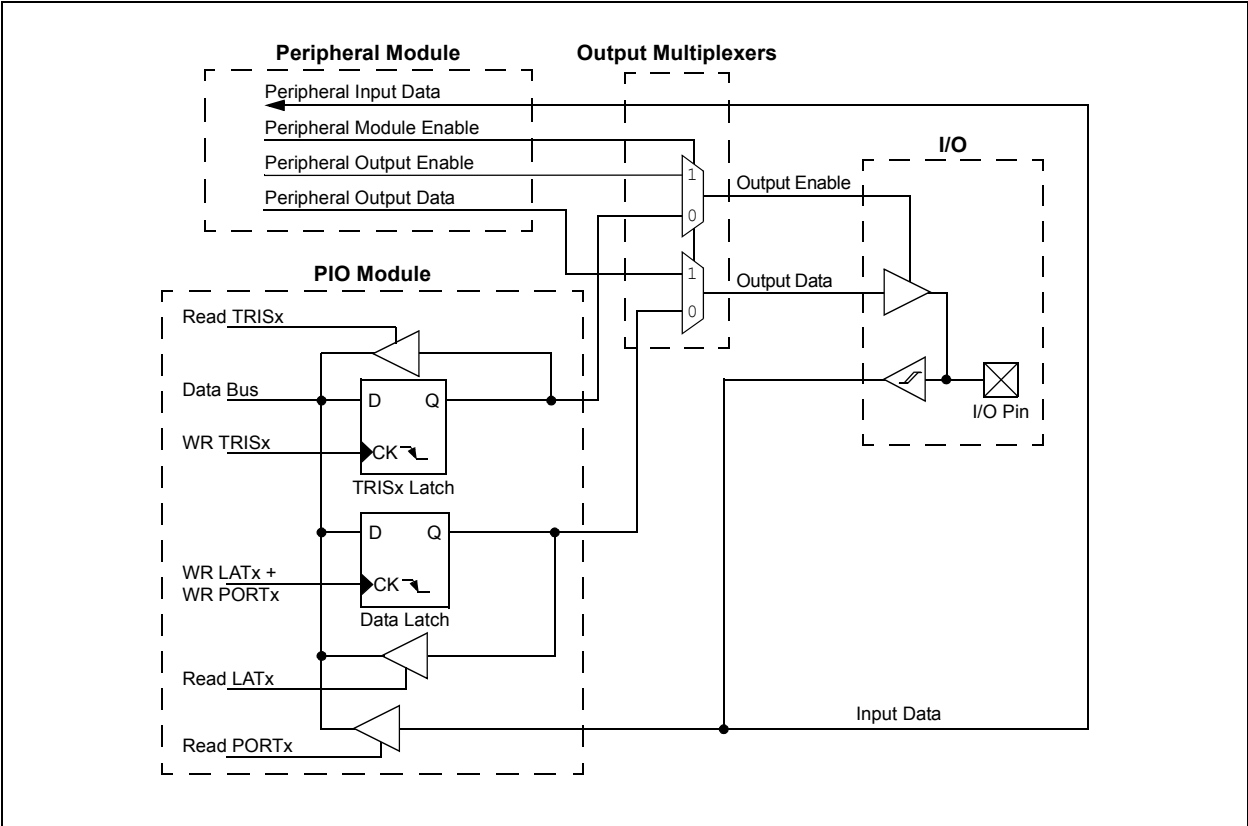 Peripheral Module
Output Multiplexers
Peripheral Input Data
Peripheral Module Enable
Peripheral Output Enable
Peripheral Output Data
1
0
Output Enable
I/O
1
0
Output Data
I/O Pin
PIO Module
Read TRISx
Data Bus
D Q
WR TRISx
CK
TRISx Latch
D Q
WR LATx +
WR PORTx
CK
Data Latch
Read LATx
Read PORTx
Input Data